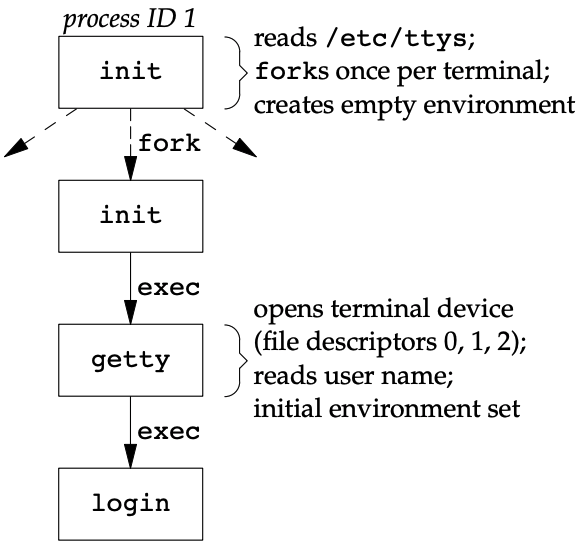 process ID 1
init
reads /etc/ttys;
forks once per terminal;
creates empty environment
fork
init
exec
getty
opens terminal device
(file descriptors 0, 1, 2);
reads user name;
initial environment set
exec
login